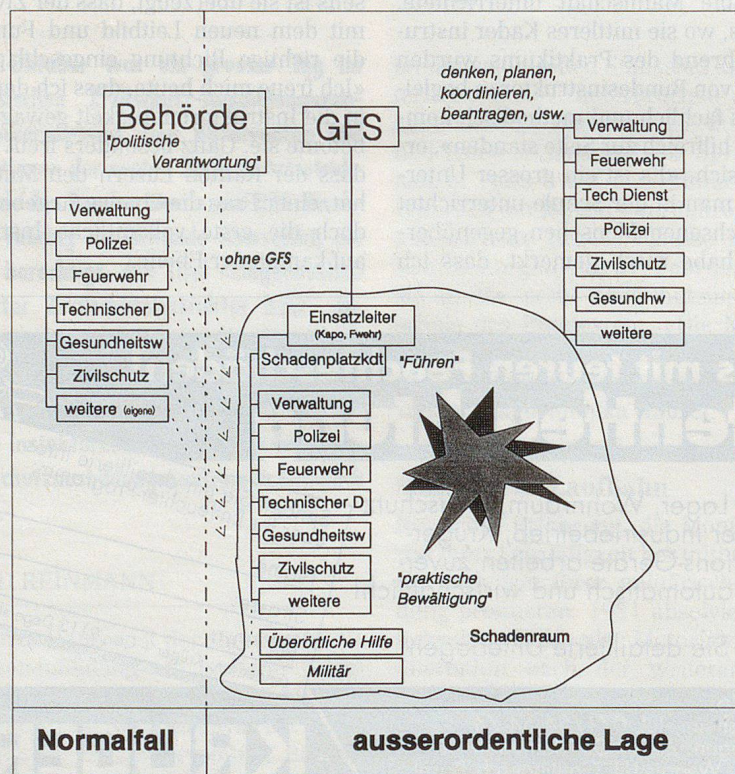 Behörde
"politische
Verantwortung"
Verwaltung
Polizei
Feuerwehr
Technischer D
Gesundheitsw
Zivilschutz
weitere (eigene)
ohne GFS
GFS
denken, planen,
koordinieren,
beantragen, usw.
Verwaltung
Feuerwehr
Tech Dienst
Polizei
Zivilschutz
Gesundhw
weitere
Einsatzleiter
(Kapo, Fwehr)
Schadenplatzkdt
"Führen"
Verwaltung
Polizei
Feuerwehr
Technischer D
Gesundheitsw
Zivilschutz
weitere
Überörtliche Hilfe
Militär
"praktische
Bewältigung"
Schadenraum
Normalfall
ausserordentliche Lage